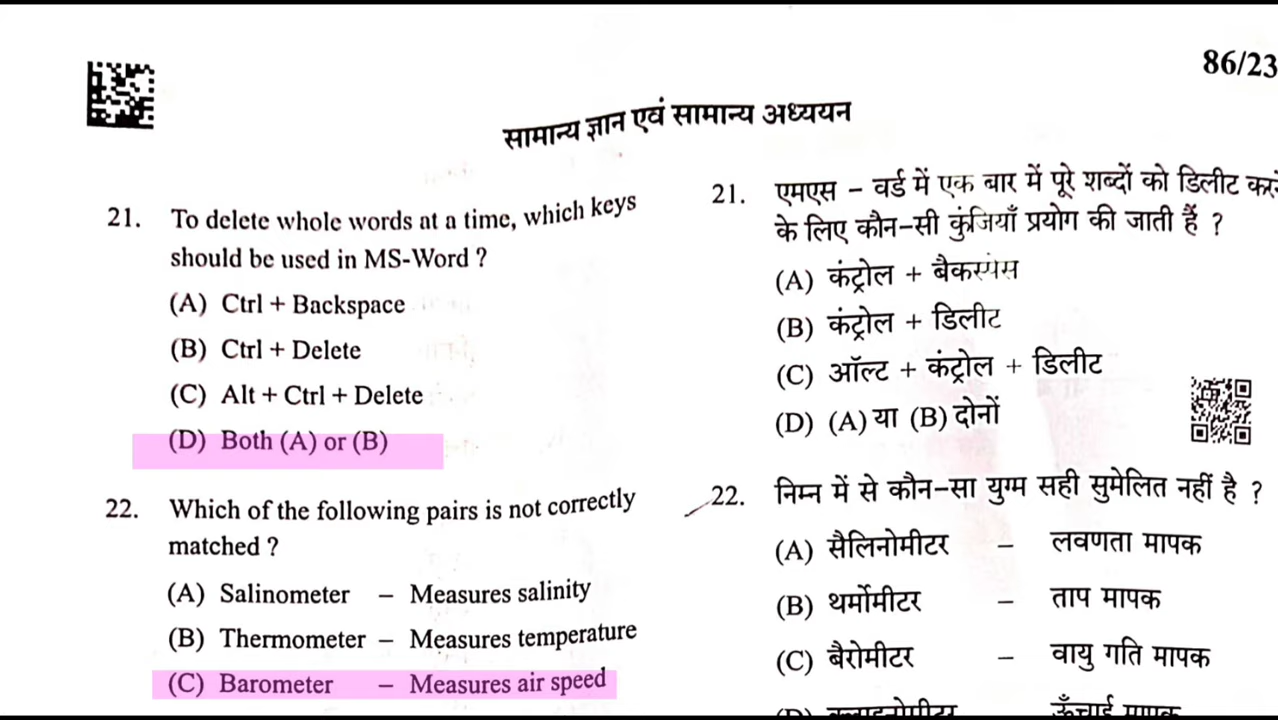 86/23
सामान्य ज्ञान एवं सामान्य अध्ययन
21. To delete whole words at a time, which keys
should be used in MS-Word ?
(A) Ctrl + Backspace
(B) Ctrl + Delete
(C) Alt + Ctrl + Delete
(D) Both (A) or (B)
22. Which of the following pairs is not correctly
matched ?
(A) Salinometer – Measures salinity
(B) Thermometer – Measures temperature
(C) Barometer – Measures air speed
21. एमएस – वर्ड में एक बार में पूरे शब्दों को डिलीट
के लिए कौन-सी कुंजियाँ प्रयोग की जाती हैं ?
(A) कंट्रोल + बैकस्पेस
(B) कंट्रोल + डिलीट
(C) ऑल्ट + कंट्रोल + डिलीट
(D) (A) या (B) दोनों
22. निम्न में से कौन-सा युग्म सही सुमेलित नहीं है ?
(A) सैलिनोमीटर – लवणता मापक
(B) थर्मोमीटर – ताप मापक
(C) बैरोमीटर – वायु गति मापक